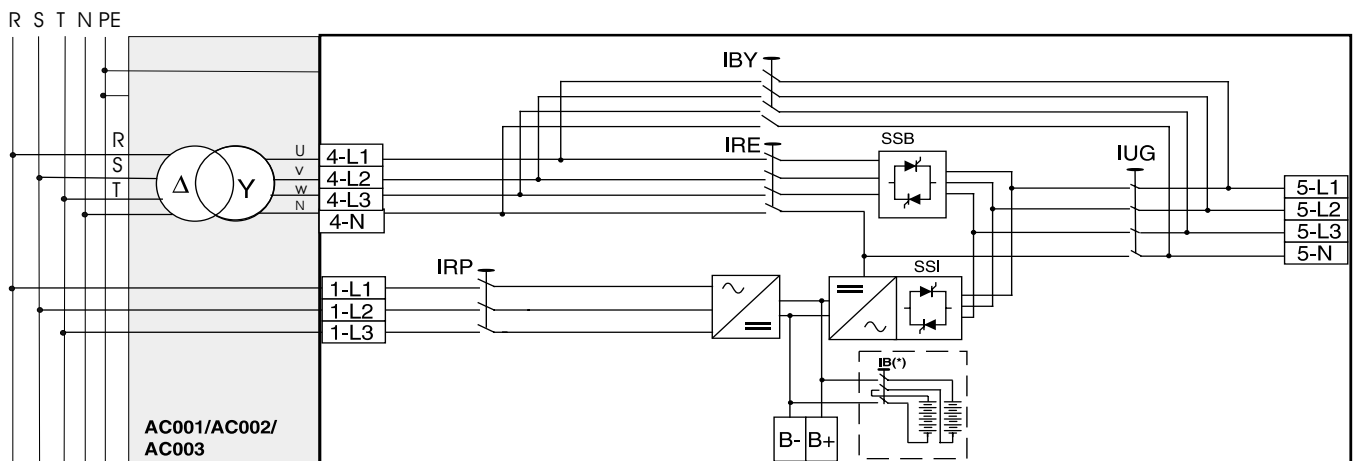 R S T N PE
IBY
R
S
T
Δ
Y
U
V
W
N
4-L1
4-L2
4-L3
4-N
IRE
SSB
IUG
5-L1
5-L2
5-L3
5-N
IRP
SSI
1-L1
1-L2
1-L3
IB(*)
B- B+
AC001/AC002/
AC003